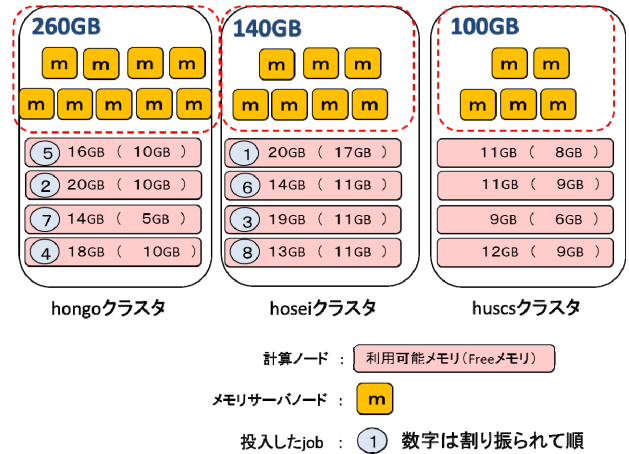 260GB
m m m m
m m m m m
⑤ 16GB ( 10GB )
② 20GB ( 10GB )
⑦ 14GB ( 5GB )
④ 18GB ( 10GB )
hongoクラスタ
140GB
m m m
m m m m
① 20GB ( 17GB )
⑥ 14GB ( 11GB )
③ 19GB ( 11GB )
⑧ 13GB ( 11GB )
hoseiクラスタ
100GB
m m
m m m
11GB ( 8GB )
11GB ( 9GB )
9GB ( 6GB )
12GB ( 9GB )
huscsクラスタ
計算ノード : 利用可能メモリ(Freeメモリ)
メモリサーバノード : m
投入したjob : ① 数字は割り振られて順